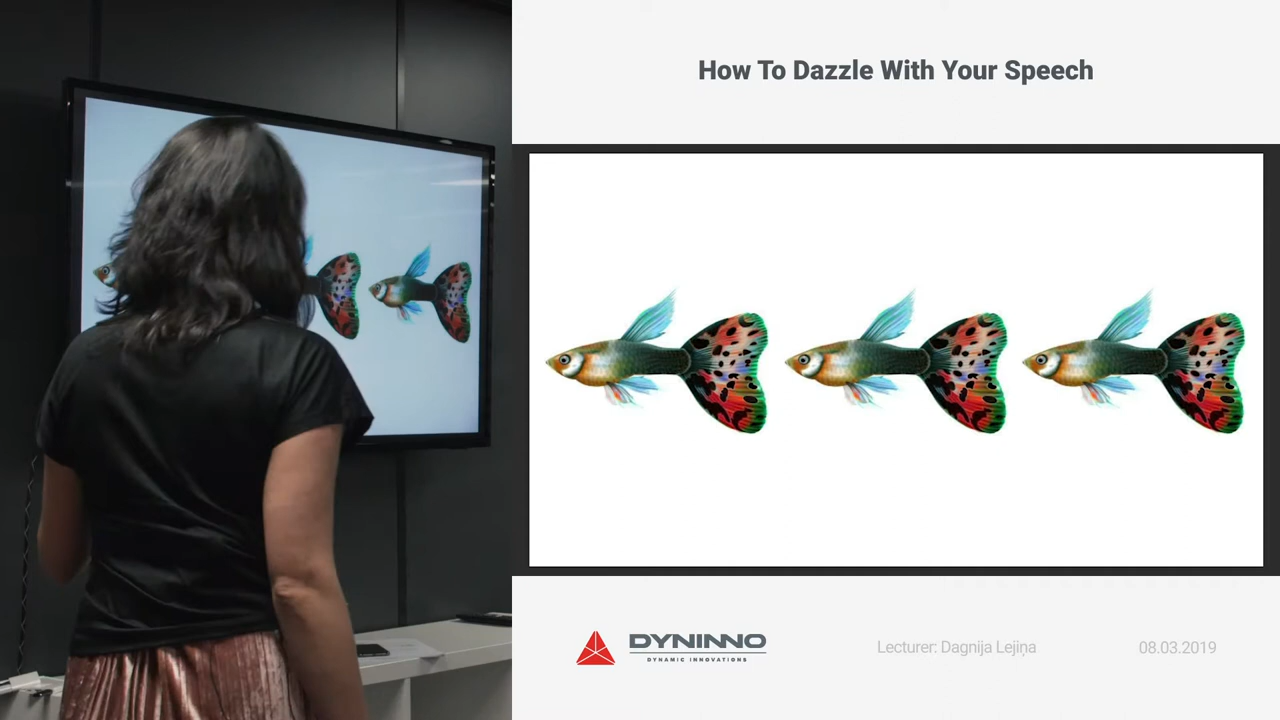 How To Dazzle With Your Speech
DYNINNO
DYNAMIC INNOVATIONS
Lecturer: Dagnija Lejiņa
08.03.2019